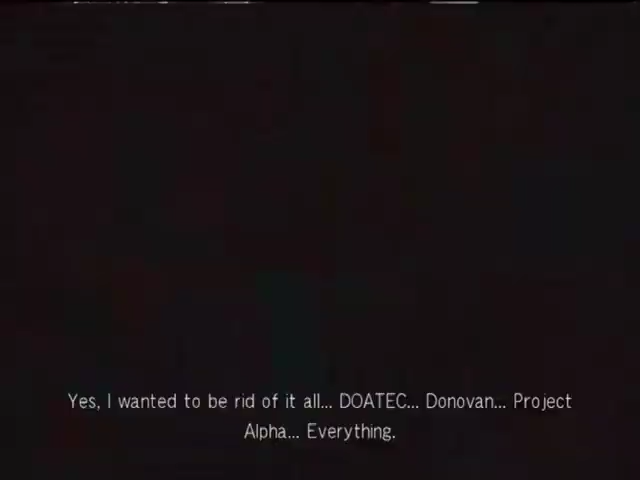 Yes, I wanted to be rid of it all... DOATEC... Donovan... Project
Alpha... Everything.